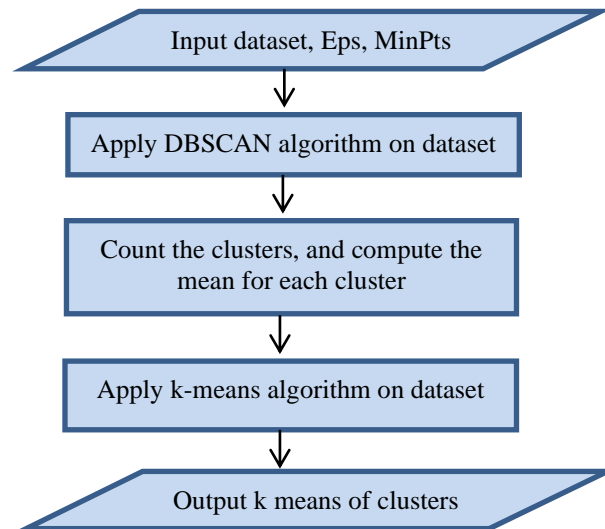 Input dataset, Eps, MinPts
Apply DBSCAN algorithm on dataset
Count the clusters, and compute the
mean for each cluster
Apply k-means algorithm on dataset
Output k means of clusters